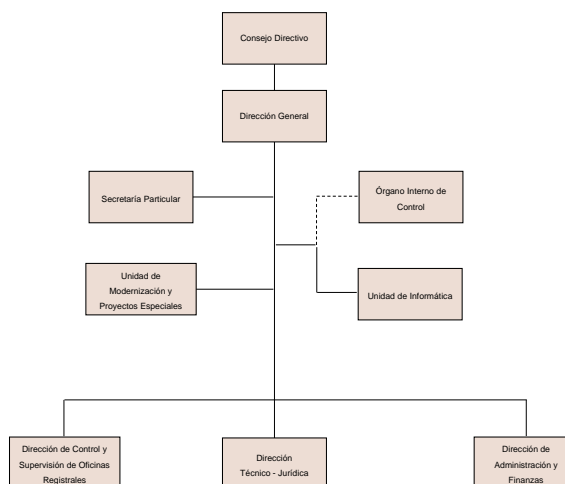 Consejo Directivo
Dirección General
Secretaría Particular
Órgano Interno de
Control
Unidad de
Modernización y
Proyectos Especiales
Unidad de Informática
Dirección de Control y
Supervisión de Oficinas
Registrales
Dirección
Técnico - Jurídica
Dirección de
Administración y
Finanzas